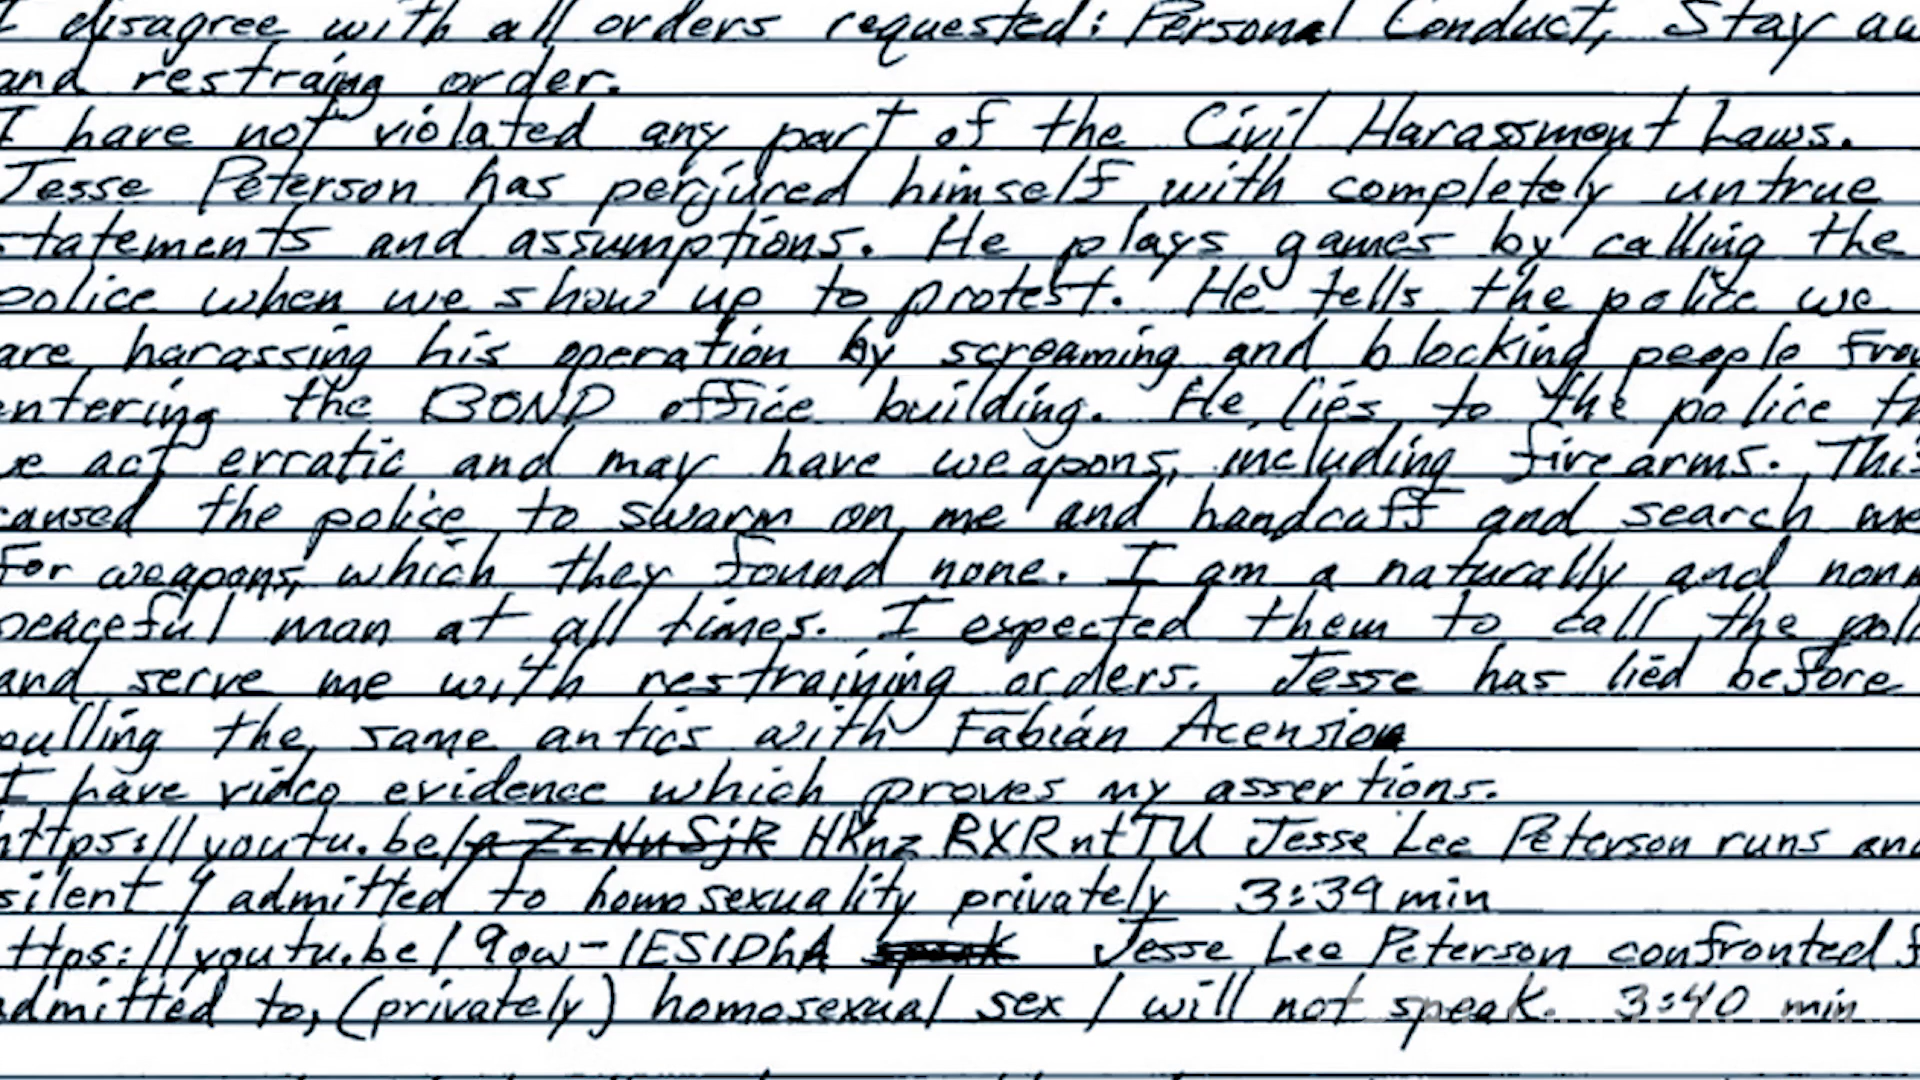 I disagree with all orders requested: Personal Conduct, Stay aw
and restraing order.
I have not violated any part of the Civil Harassment Laws.
Jesse Peterson has perjured himself with completely untrue
statements and assumptions. He plays games by calling the
police when we show up to protest. He tells the police we
are harassing his operation by screaming and blocking people from
entering the BOND office building. He lies to the police th
we act erratic and may have weapons, including firearms. This
caused the police to swarm on me and handcuff and search me
for weapons, which they found none. I am a naturally and norm
peaceful man at all times. I expected them to call the poli
and serve me with restraining orders. Jesse has lied before
pulling the same antics with Fabián Acension
I have video evidence which proves my assertions.
https://youtu.be/ HKnzRXRntTU Jesse Lee Peterson runs and
silent / admitted to homosexuality privately 3:39 min
ttps://youtu.be/9ow-IESIDhA Jesse Lee Peterson confronted f
admitted to, (privately) homosexual sex / will not speak. 3:40 min